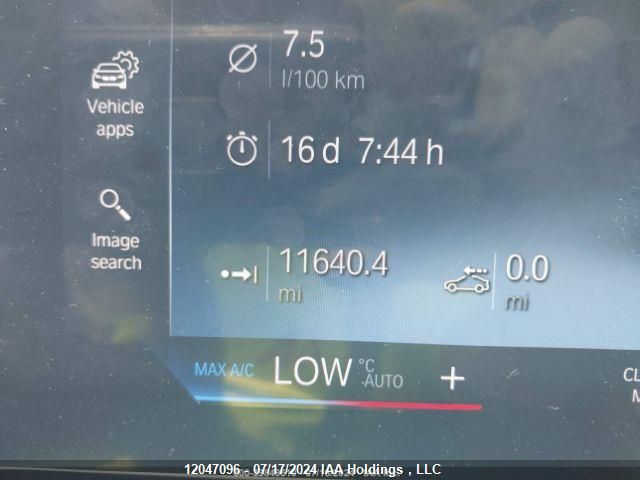 7.5
l/100 km
Vehicle
apps
16 d 7:44 h
Image
search
11640.4
mi
0.0
mi
MAX A/C LOW °C
AUTO +
CL
M
12047096 - 07/17/2024 IAA Holdings , LLC